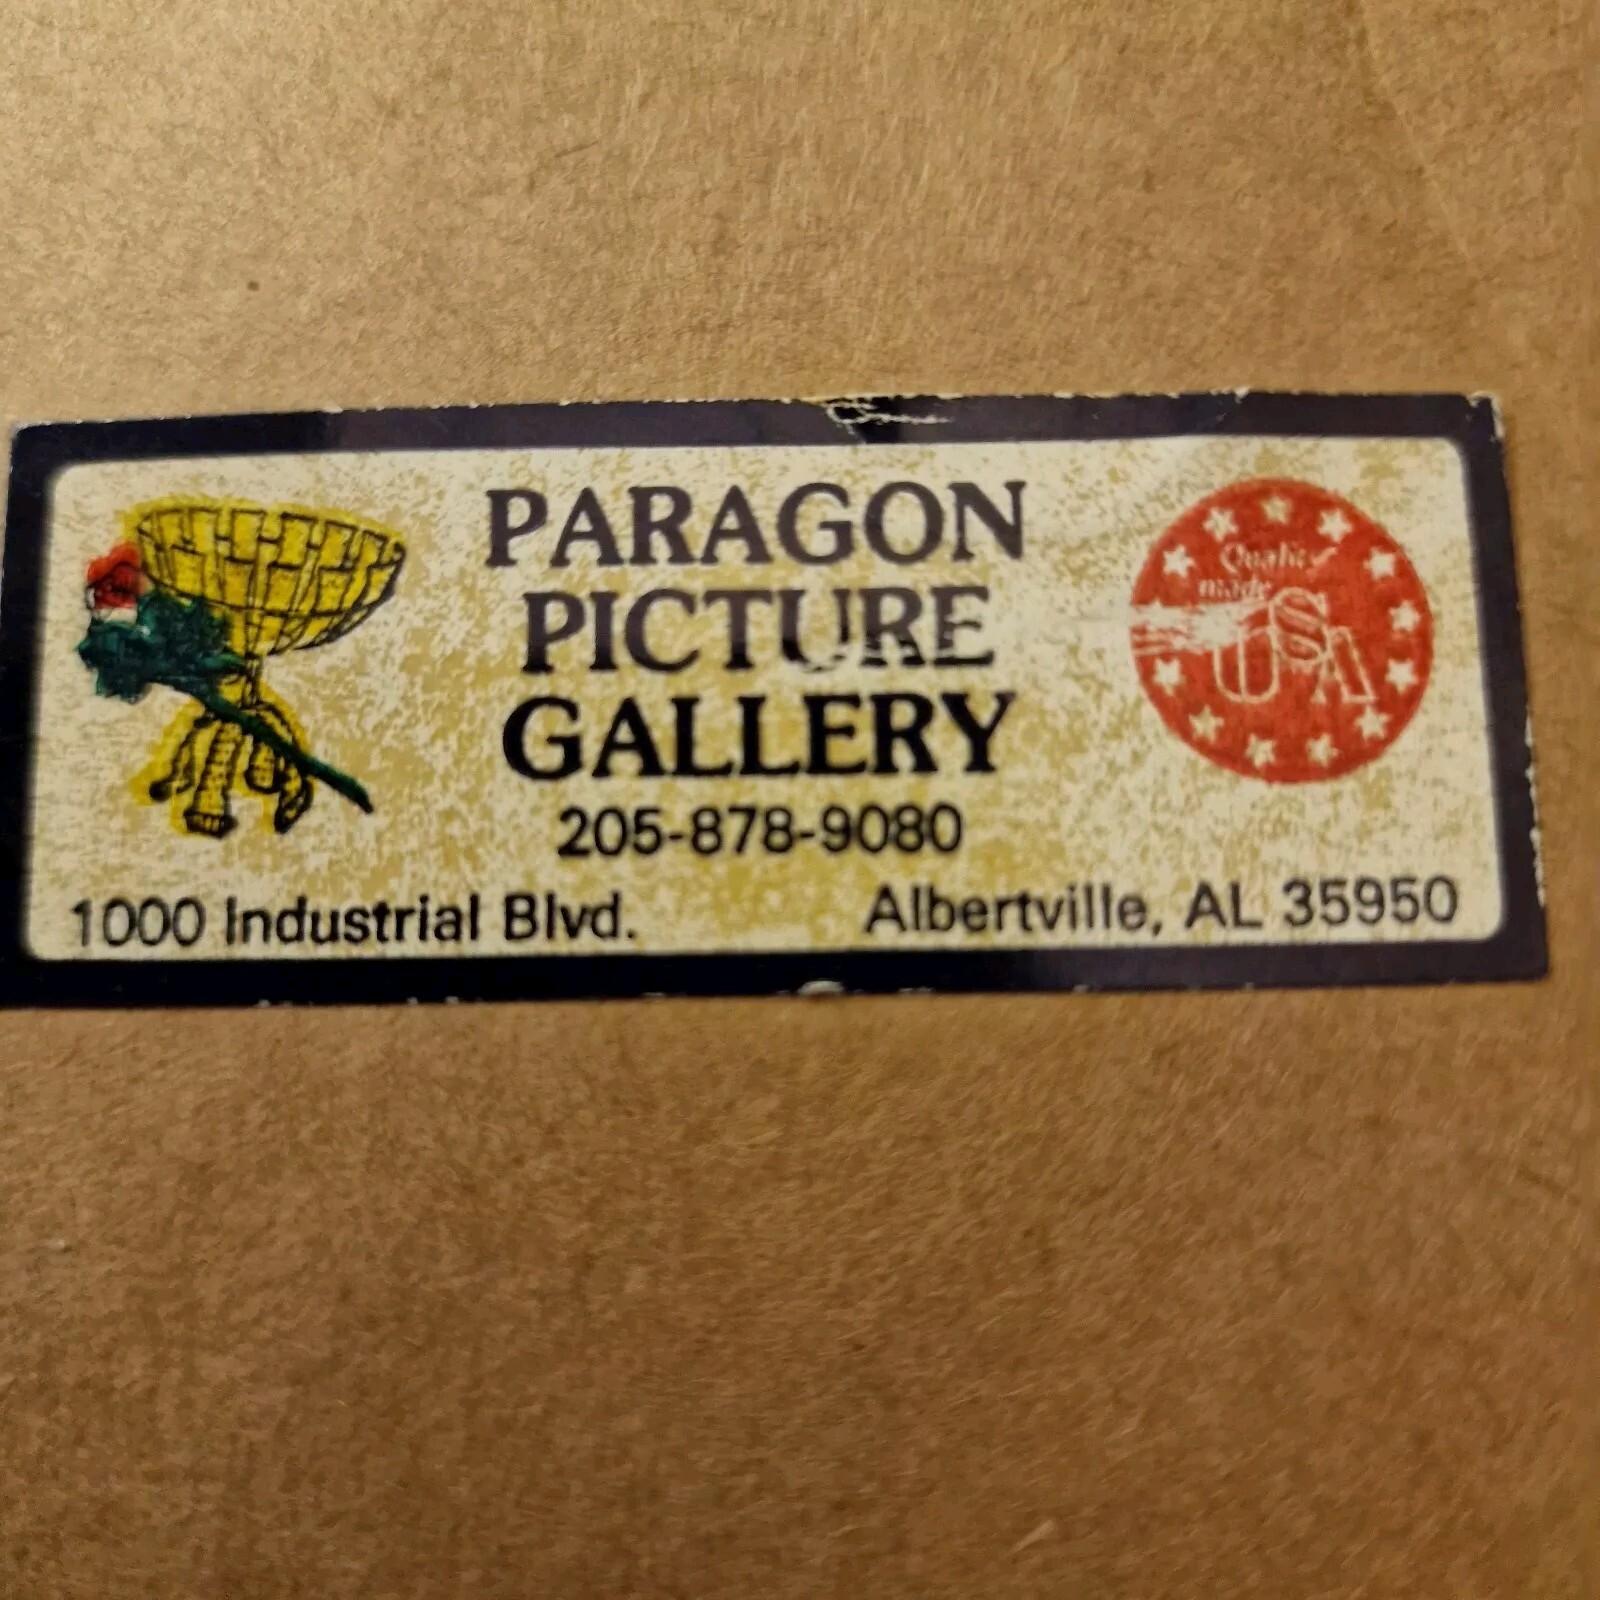 PARAGON
PICTURE
GALLERY
205-878-9080
1000 Industrial Blvd. Albertville, AL 35950
Quality
made
USA